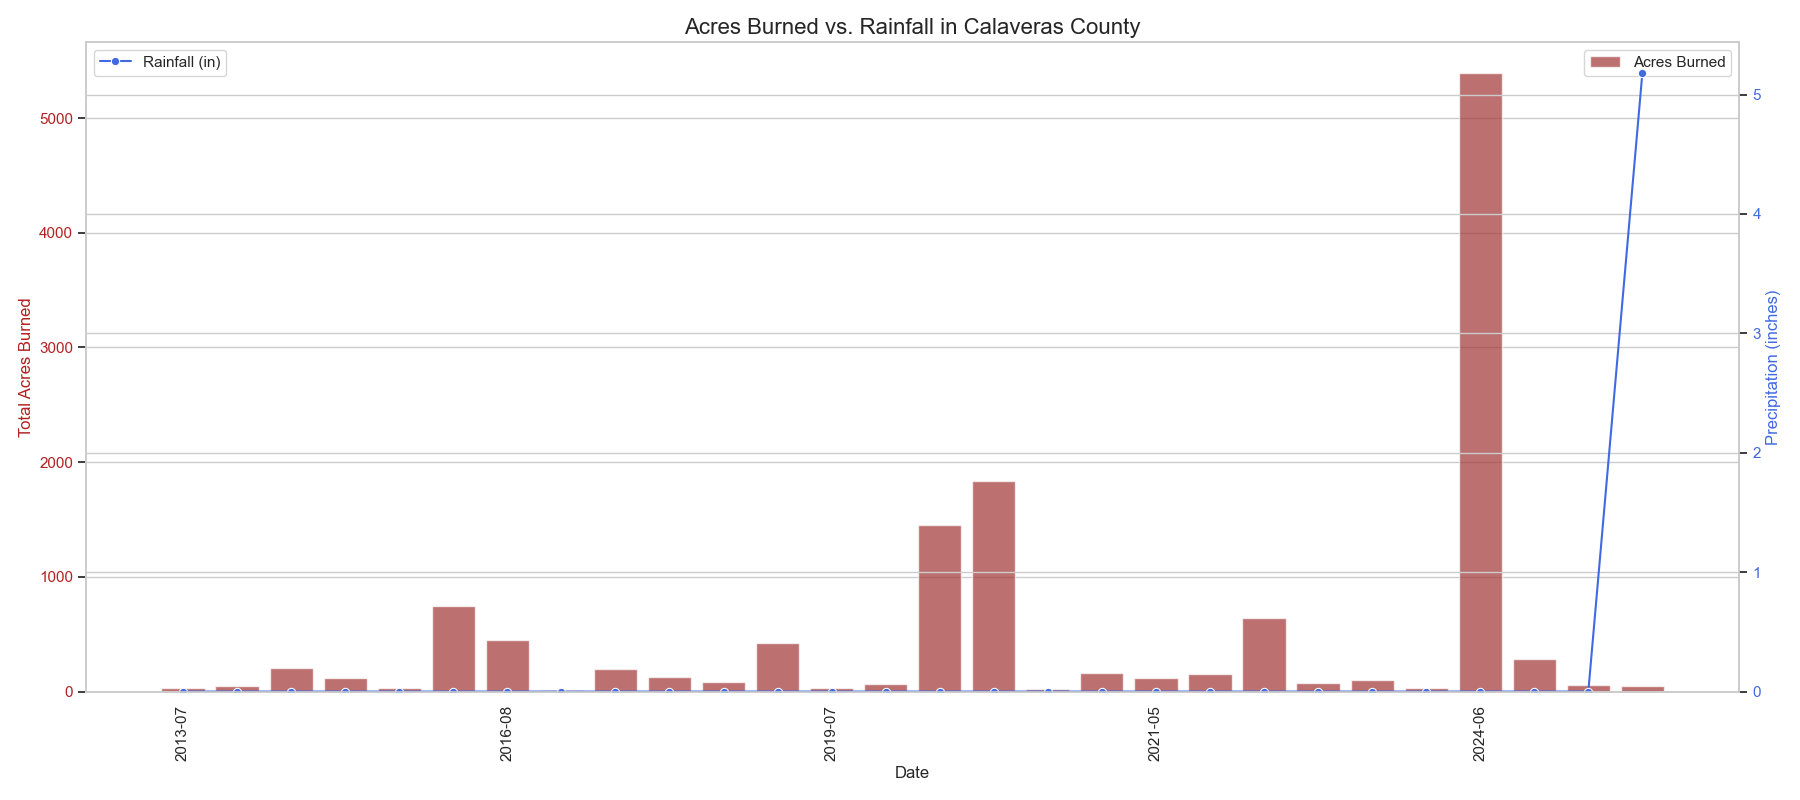 Acres Burned vs. Rainfall in Calaveras County
Rainfall (in)
Acres Burned
Total Acres Burned
5000
4000
3000
2000
1000
0
Precipitation (inches)
5
4
3
2
1
0
2013-07
2016-08
2019-07
2021-05
2024-06
Date